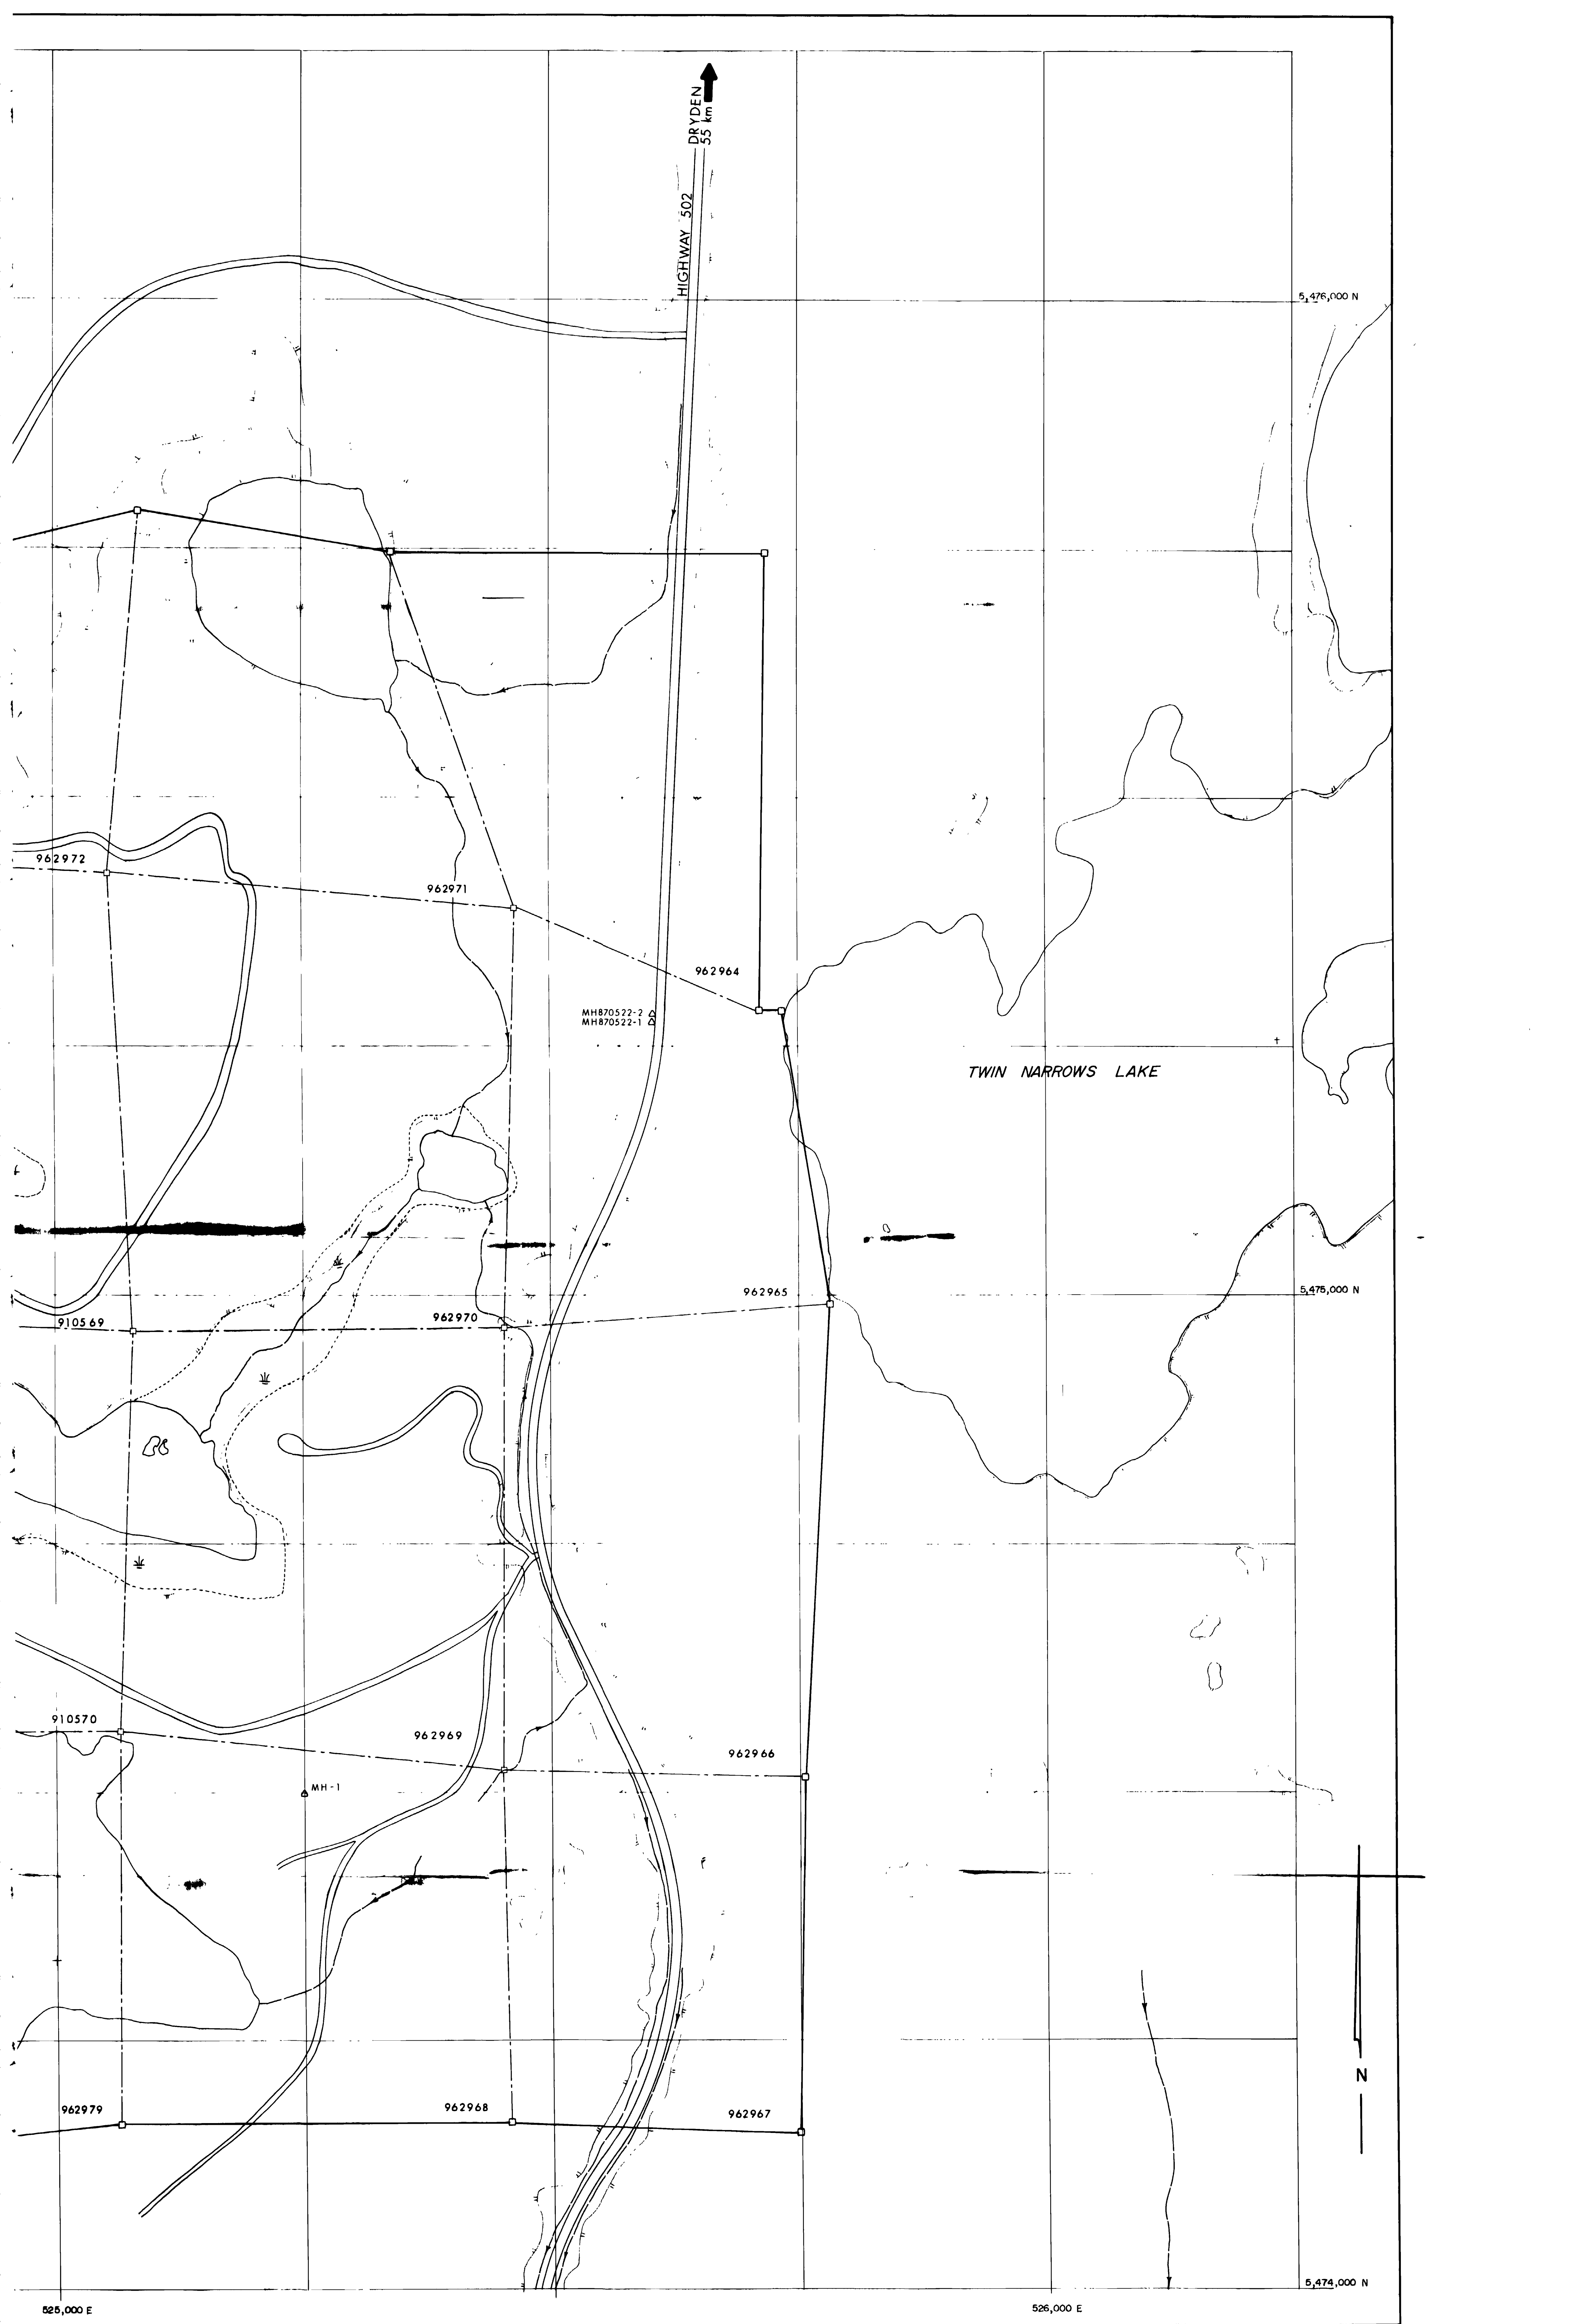 DRYDEN
55 km
HIGHWAY 502
5,476,000 N
962972
962971
962964
MH870522-2
MH870522-1
TWIN NARROWS LAKE
962965
5,475,000 N
910569
962970
910570
962969
962966
MH-1
N
962979
962968
962967
5,474,000 N
525,000 E
526,000 E